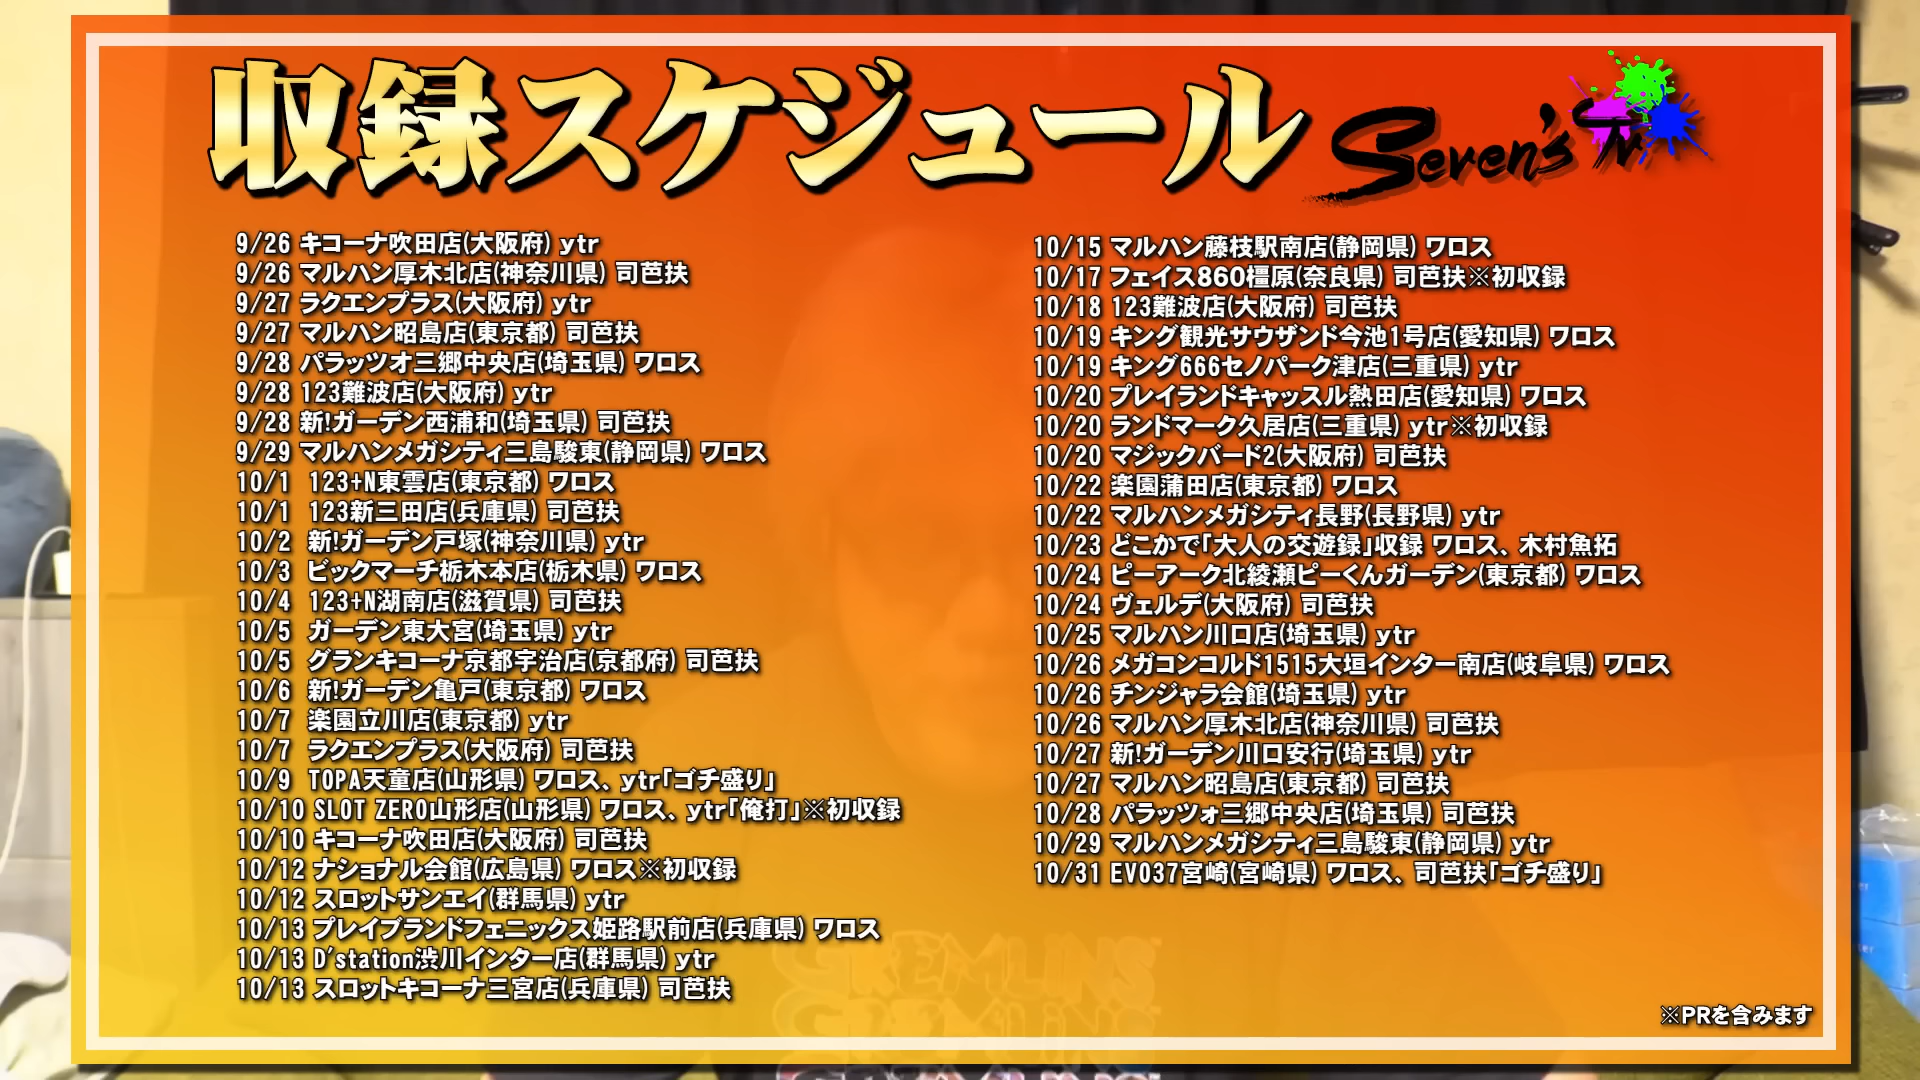 収録スケジュール Seven's TV
9/26 キコーナ吹田店(大阪府) ytr
9/26 マルハン厚木北店(神奈川県) 司芭扶
9/27 ラクエンプラス(大阪府) ytr
9/27 マルハン昭島店(東京都) 司芭扶
9/28 パラッツオ三郷中央店(埼玉県) ワロス
9/28 123難波店(大阪府) ytr
9/28 新!ガーデン西浦和(埼玉県) 司芭扶
9/29 マルハンメガシティ三島駿東(静岡県) ワロス
10/1 123+N東雲店(東京都) ワロス
10/1 123新三田店(兵庫県) 司芭扶
10/2 新!ガーデン戸塚(神奈川県) ytr
10/3 ビックマーチ栃木本店(栃木県) ワロス
10/4 123+N湖南店(滋賀県) 司芭扶
10/5 ガーデン東大宮(埼玉県) ytr
10/5 グランキコーナ京都宇治店(京都府) 司芭扶
10/6 新!ガーデン亀戸(東京都) ワロス
10/7 楽園立川店(東京都) ytr
10/7 ラクエンプラス(大阪府) 司芭扶
10/9 TOPA天童店(山形県) ワロス、ytr「ゴチ盛り」
10/10 SLOT ZERO山形店(山形県) ワロス、ytr「俺打」※初収録
10/10 キコーナ吹田店(大阪府) 司芭扶
10/12 ナショナル会館(広島県) ワロス※初収録
10/12 スロットサンエイ(群馬県) ytr
10/13 プレイブランドフェニックス姫路駅前店(兵庫県) ワロス
10/13 D'station渋川インター店(群馬県) ytr
10/13 スロットキコーナ三宮店(兵庫県) 司芭扶
10/15 マルハン藤枝駅南店(静岡県) ワロス
10/17 フェイス860橿原(奈良県) 司芭扶※初収録
10/18 123難波店(大阪府) 司芭扶
10/19 キング観光サウザンド今池1号店(愛知県) ワロス
10/19 キング666セノパーク津店(三重県) ytr
10/20 プレイランドキャッスル熱田店(愛知県) ワロス
10/20 ランドマーク久居店(三重県) ytr※初収録
10/20 マジックバード2(大阪府) 司芭扶
10/22 楽園蒲田店(東京都) ワロス
10/22 マルハンメガシティ長野(長野県) ytr
10/23 どこかで「大人の交遊録」収録 ワロス、木村魚拓
10/24 ピーアーク北綾瀬ピーくんガーデン(東京都) ワロス
10/24 ヴェルデ(大阪府) 司芭扶
10/25 マルハン川口店(埼玉県) ytr
10/26 メガコンコルド1515大垣インター南店(岐阜県) ワロス
10/26 チンジャラ会館(埼玉県) ytr
10/26 マルハン厚木北店(神奈川県) 司芭扶
10/27 新!ガーデン川口安行(埼玉県) ytr
10/27 マルハン昭島店(東京都) 司芭扶
10/28 パラッツォ三郷中央店(埼玉県) 司芭扶
10/29 マルハンメガシティ三島駿東(静岡県) ytr
10/31 EVO37宮崎(宮崎県) ワロス、司芭扶「ゴチ盛り」
※PRを含みます
GREMLINS
GREMLINS